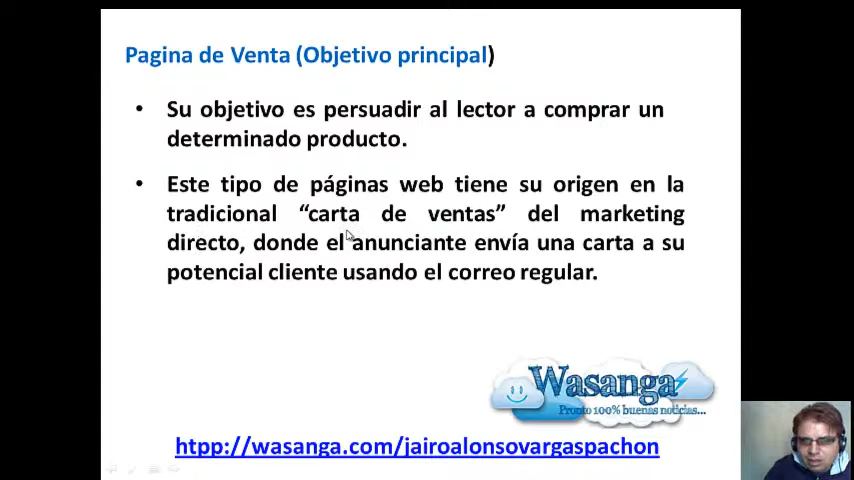 Pagina de Venta (Objetivo principal)
• Su objetivo es persuadir al lector a comprar un
determinado producto.
• Este tipo de páginas web tiene su origen en la
tradicional “carta de ventas” del marketing
directo, donde el anunciante envía una carta a su
potencial cliente usando el correo regular.
Wasanga
Pronto 100% buenas noticias...
htpp://wasanga.com/jairoalonsovargaspachon